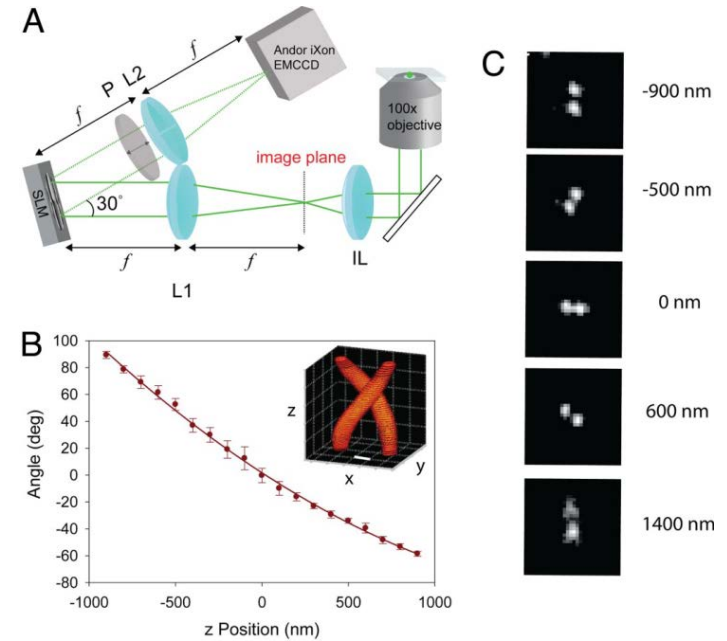 A
P L2
f
f
Andor iXon
EMCCD
100x
objective
image plane
SLM
30°
f
f
L1
IL
B
100
80
60
40
20
0
-20
-40
-60
-80
Angle (deg)
-1000
-500
0
500
1000
z Position (nm)
z
x
y
C
-900 nm
-500 nm
0 nm
600 nm
1400 nm